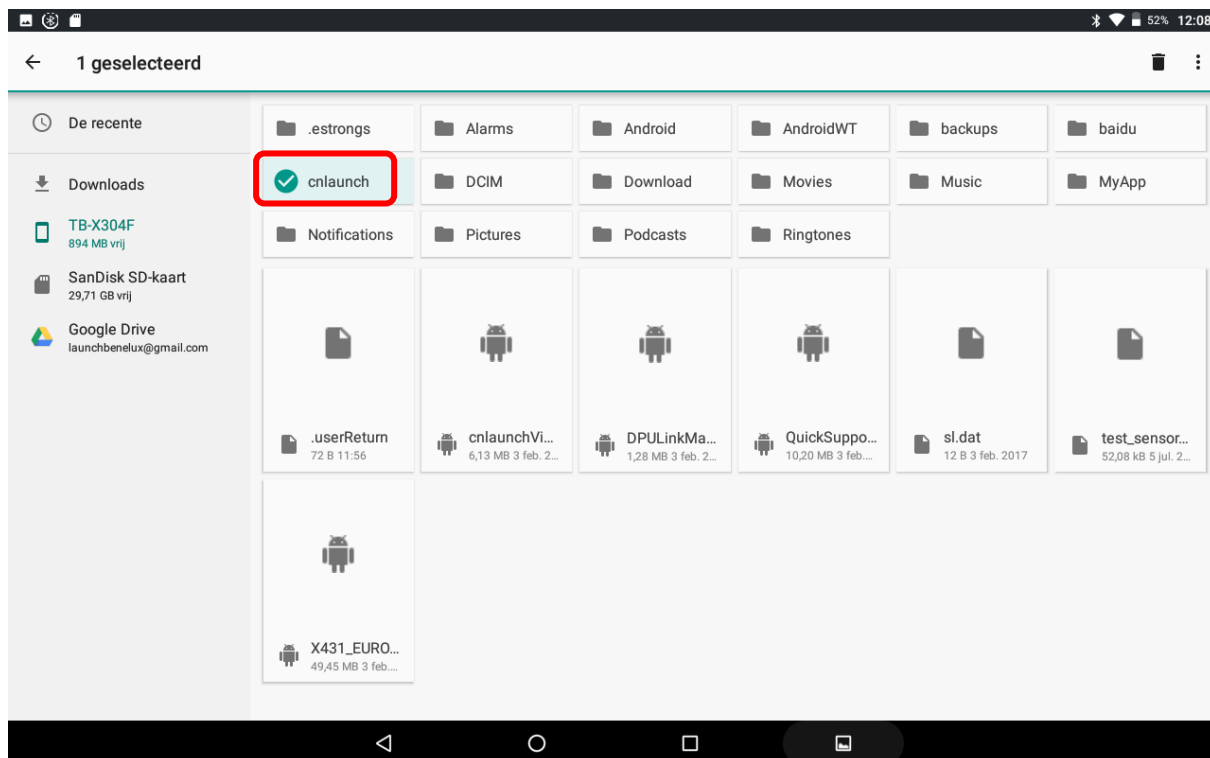 52% 12:08
1 geselecteerd
De recente
Downloads
TB-X304F
894 MB vrij
SanDisk SD-kaart
29,71 GB vrij
Google Drive
launchbenelux@gmail.com
.estrongs Alarms Android AndroidWT backups baidu
cnlaunch DCIM Download Movies Music MyApp
Notifications Pictures Podcasts Ringtones
.userReturn cnlaunchVi... DPULinkMa... QuickSuppo... sl.dat test_sensor...
72 B 11:56 6,13 MB 3 feb. 2... 1,28 MB 3 feb. 2... 10,20 MB 3 feb.... 12 B 3 feb. 2017 52,08 kB 5 jul. 2...
X431_EURO...
49,45 MB 3 feb....